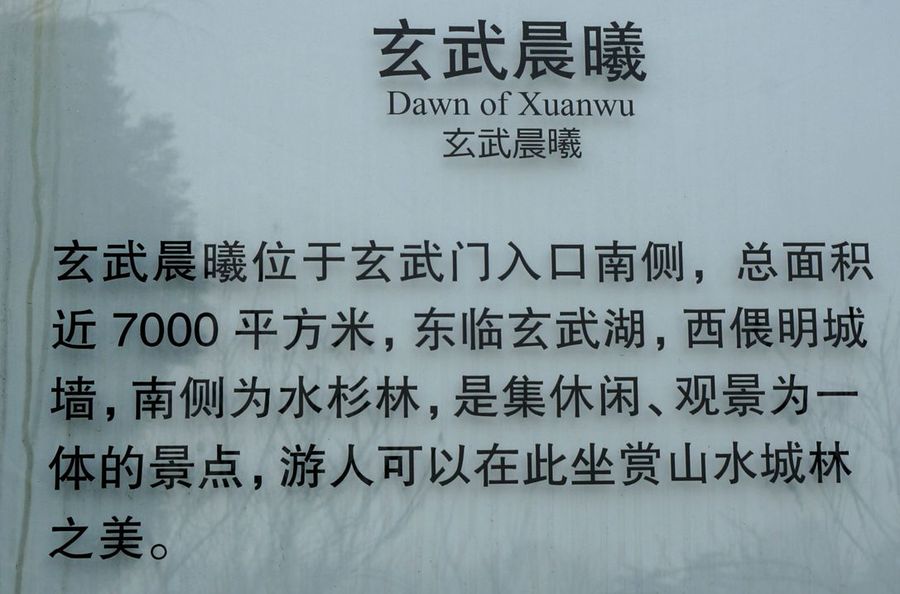 玄武晨曦
Dawn of Xuanwu
玄武晨曦
玄武晨曦位于玄武门入口南侧，总面积
近 7000 平方米，东临玄武湖，西偎明城
墙，南侧为水杉林，是集休闲、观景为一
体的景点，游人可以在此坐赏山水城林
之美。